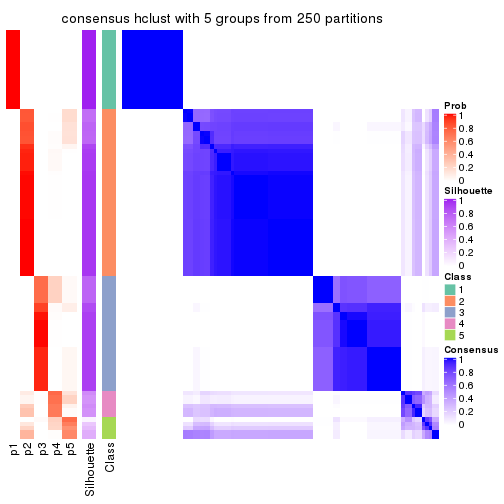 consensus hclust with 5 groups from 250 partitions
Prob
1
0.8
0.6
0.4
0.2
0
Silhouette
1
0.8
0.6
0.4
0.2
0
Class
1
2
3
4
5
Consensus
1
0.8
0.6
0.4
0.2
0
p1
p2
p3
p4
p5
Silhouette
Class